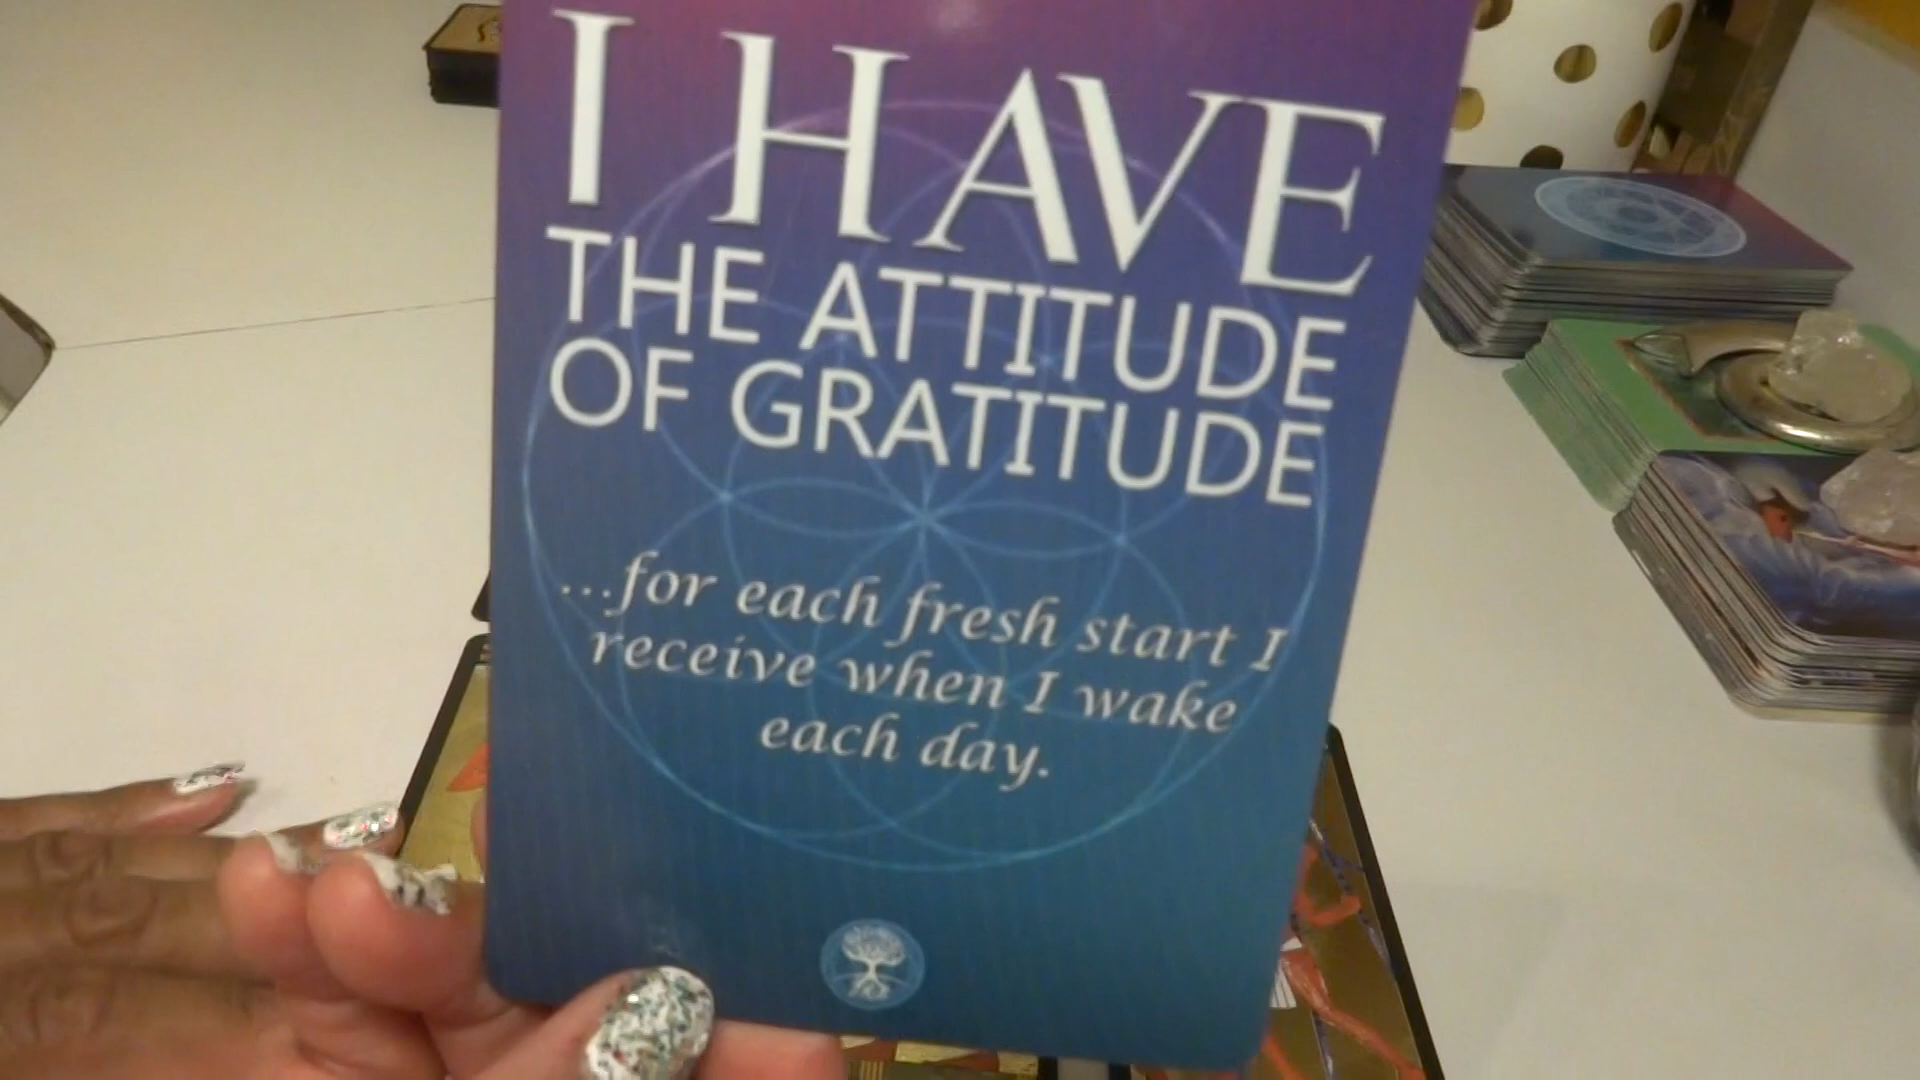 I HAVE
THE ATTITUDE
OF GRATITUDE
...for each fresh start I
receive when I wake
each day.